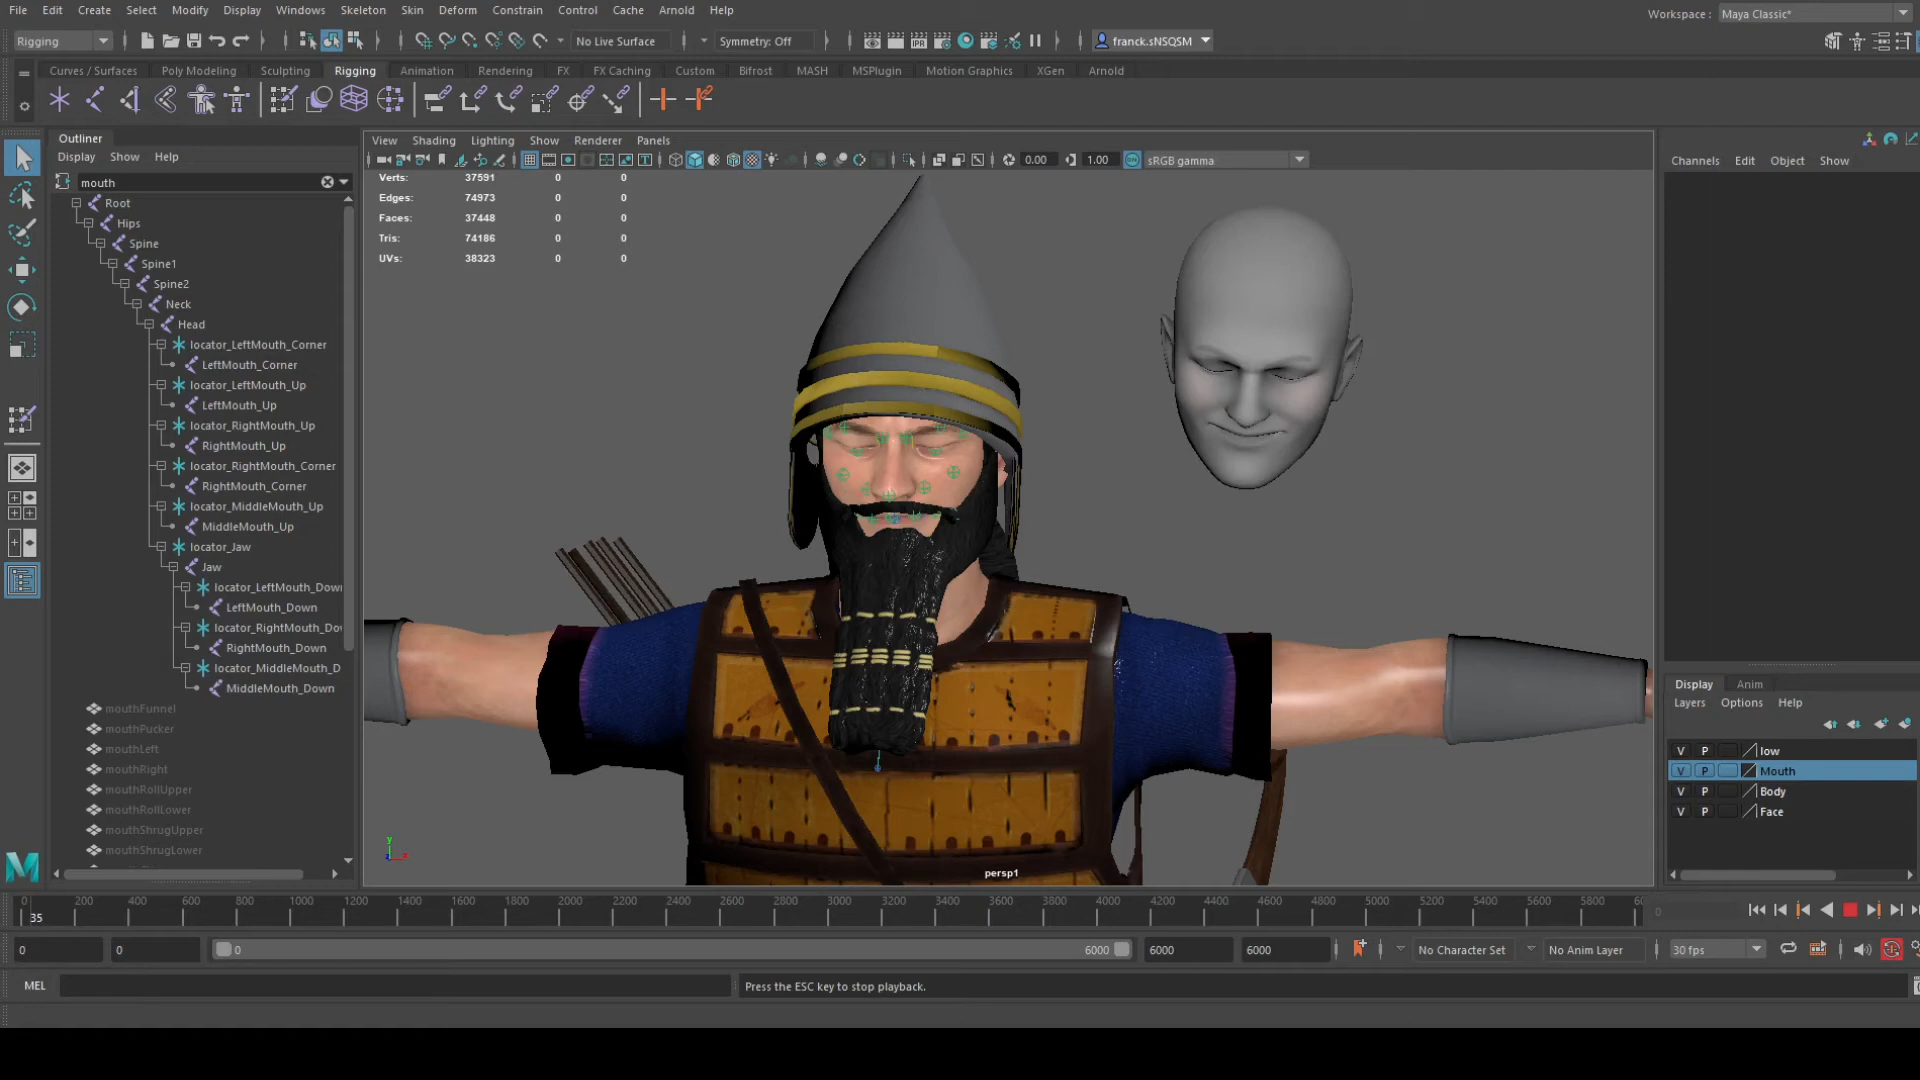 File Edit Create Select Modify Display Windows Skeleton Skin Deform Constrain Control Cache Arnold Help
Workspace : Maya Classic*
Rigging No Live Surface Symmetry: Off franck.sNSQSM
Curves / Surfaces Poly Modeling Sculpting Rigging Animation Rendering FX FX Caching Custom Bifrost MASH MSPlugin Motion Graphics XGen Arnold
Outliner
Display Show Help
mouth
Root
Hips
Spine
Spine1
Spine2
Neck
Head
locator_LeftMouth_Corner
LeftMouth_Corner
locator_LeftMouth_Up
LeftMouth_Up
locator_RightMouth_Up
RightMouth_Up
locator_RightMouth_Corner
RightMouth_Corner
locator_MiddleMouth_Up
MiddleMouth_Up
locator_Jaw
Jaw
locator_LeftMouth_Down
LeftMouth_Down
locator_RightMouth_Do
RightMouth_Down
locator_MiddleMouth_D
MiddleMouth_Down
mouthFunnel
mouthPucker
mouthLeft
mouthRight
mouthRollUpper
mouthRollLower
mouthShrugUpper
mouthShrugLower
View Shading Lighting Show Renderer Panels
IPR
0.00 1.00 sRGB gamma
Verts: 37591 0 0
Edges: 74973 0 0
Faces: 37448 0 0
Tris: 74186 0 0
UVs: 38323 0 0
y
z
persp1
Channels Edit Object Show
Display Anim
Layers Options Help
V P low
V P Mouth
V P Body
V P Face
0 200 400 600 800 1000 1200 1400 1600 1800 2000 2200 2400 2600 2800 3000 3200 3400 3600 3800 4000 4200 4400 4600 4800 5000 5200 5400 5600 5800 60
35
0
0 0 0 6000 6000 6000 No Character Set No Anim Layer 30 fps
MEL Press the ESC key to stop playback.